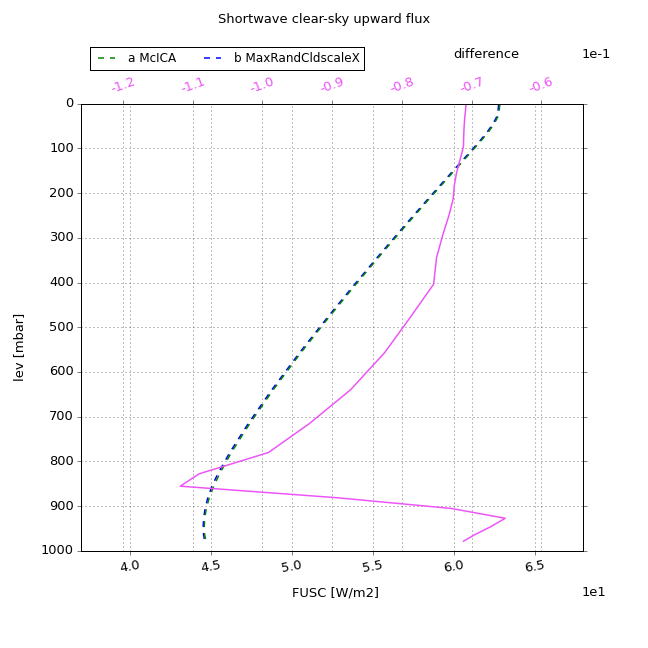 Shortwave clear-sky upward flux
a McICA b MaxRandCldscaleX difference 1e-1
-1.2 -1.1 -1.0 -0.9 -0.8 -0.7 -0.6
0
100
200
300
400
500
600
700
800
900
1000
lev [mbar]
4.0 4.5 5.0 5.5 6.0 6.5
FUSC [W/m2] 1e1